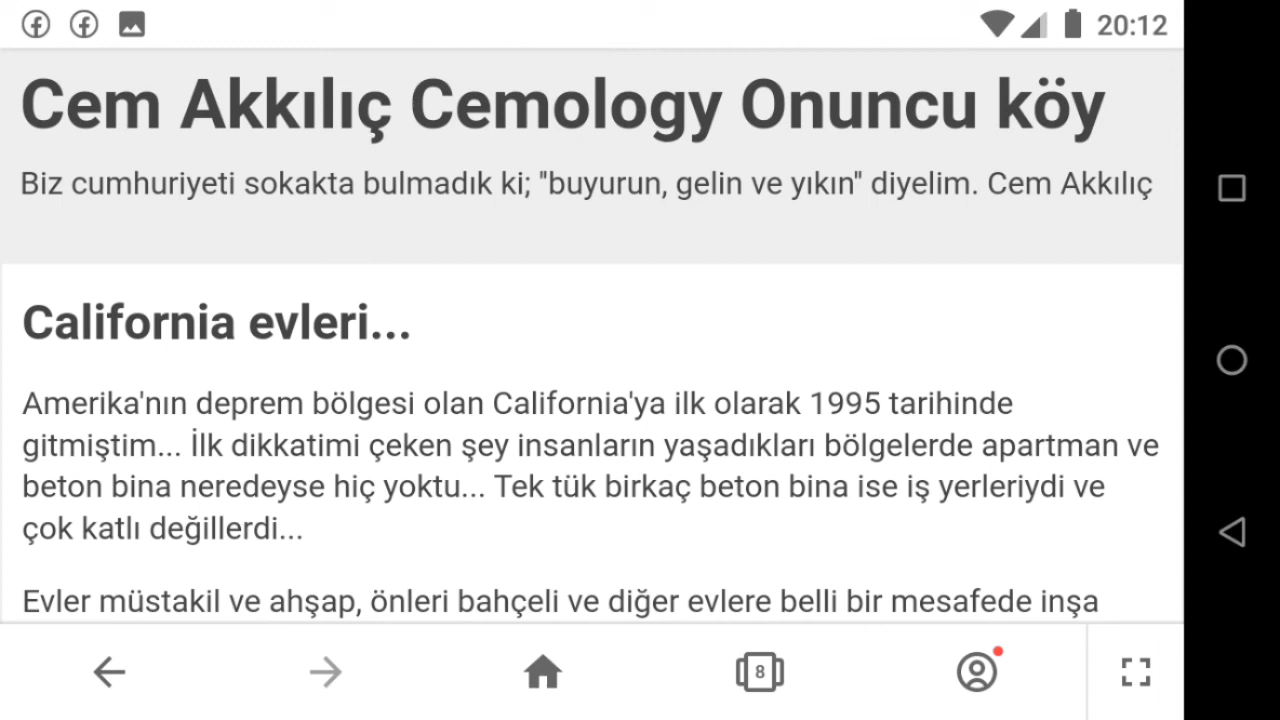 20:12
Cem Akkılıç Cemology Onuncu köy
Biz cumhuriyeti sokakta bulmadık ki; "buyurun, gelin ve yıkın" diyelim. Cem Akkılıç
California evleri...
Amerika'nın deprem bölgesi olan California'ya ilk olarak 1995 tarihinde
gitmiştim... İlk dikkatimi çeken şey insanların yaşadıkları bölgelerde apartman ve
beton bina neredeyse hiç yoktu... Tek tük birkaç beton bina ise iş yerleriydi ve
çok katlı değillerdi...
Evler müstakil ve ahşap, önleri bahçeli ve diğer evlere belli bir mesafede inşa
8